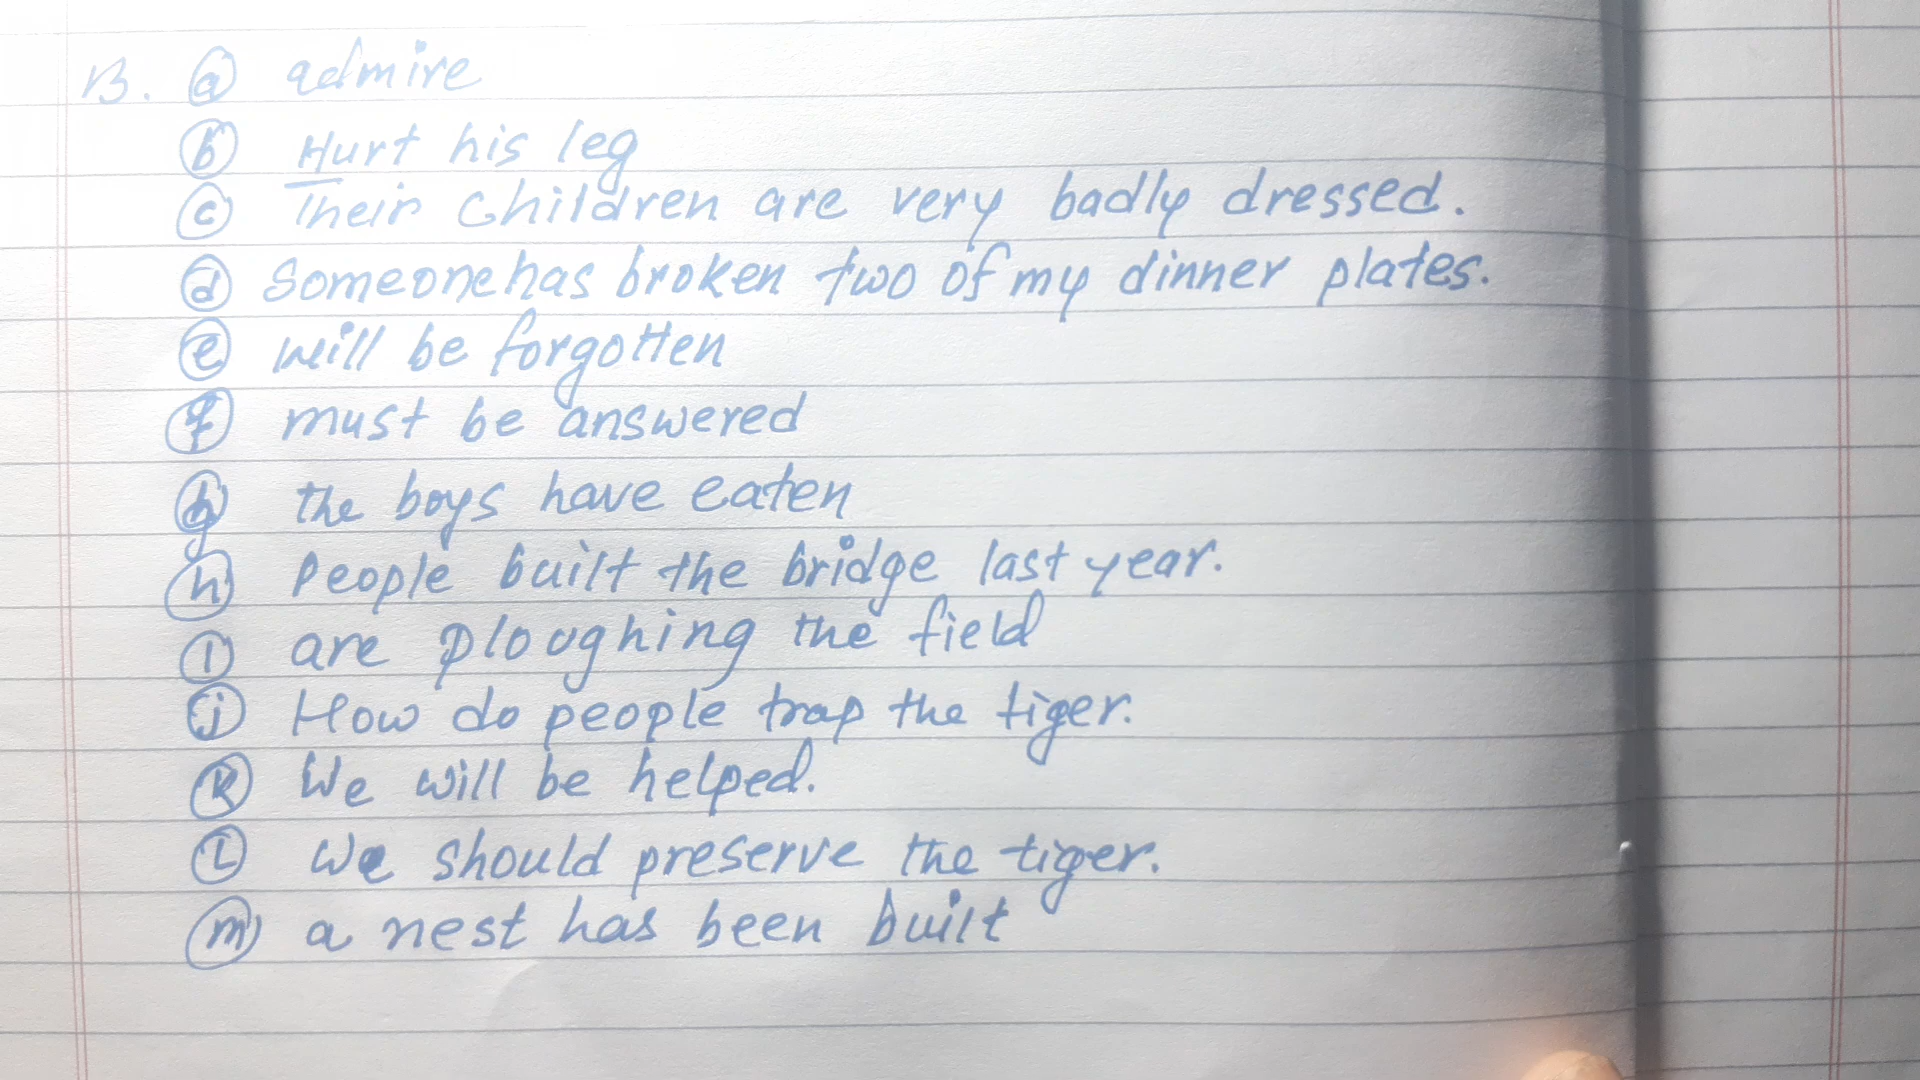 B. (a) admire
(b) Hurt his leg
(c) Their children are very badly dressed.
(d) Someone has broken two of my dinner plates.
(e) will be forgotten
(f) must be answered
(g) the boys have eaten
(h) People built the bridge last year.
(i) are ploughing the field
(j) How do people trap the tiger.
(k) We will be helped.
(L) We should preserve the tiger.
(m) a nest has been built